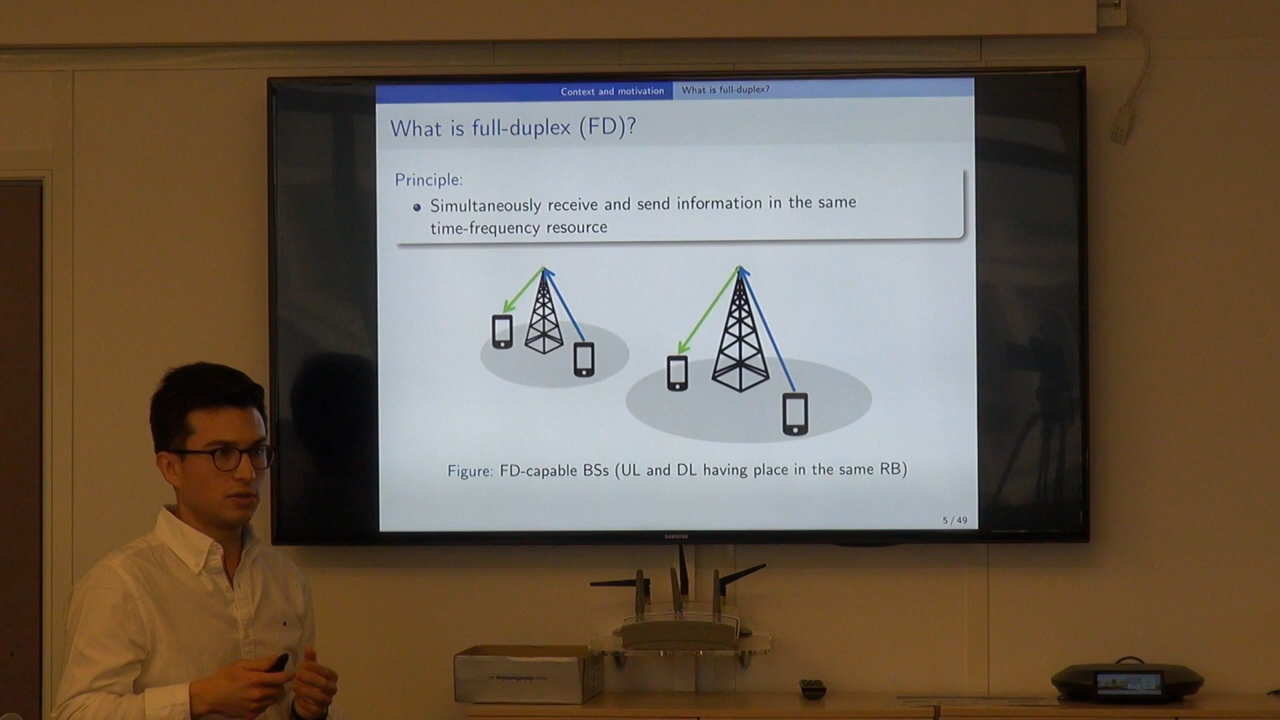 Context and motivation
What is full-duplex?
What is full-duplex (FD)?
Principle:
Simultaneously receive and send information in the same
time-frequency resource
Figure: FD-capable BSs (UL and DL having place in the same RB)
5 / 49
SAMSUNG